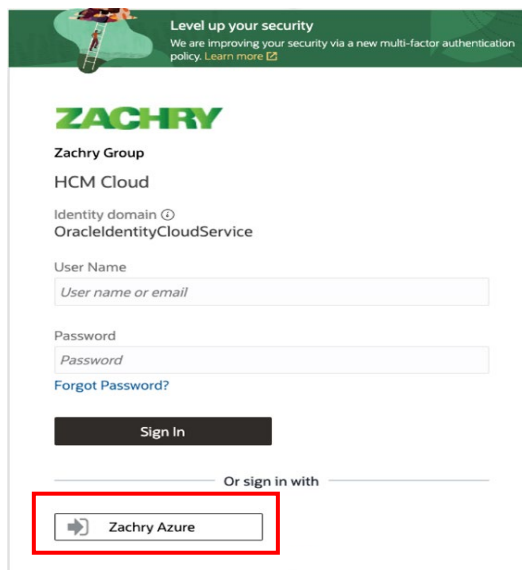 Level up your security
We are improving your security via a new multi-factor authentication
policy. Learn more
ZACHRY
Zachry Group
HCM Cloud
Identity domain
OracleIdentityCloudService
User Name
User name or email
Password
Password
Forgot Password?
Sign In
Or sign in with
Zachry Azure